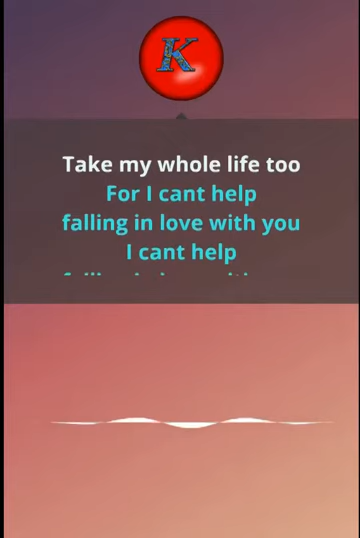 K
Take my whole life too
For I cant help
falling in love with you
I cant help